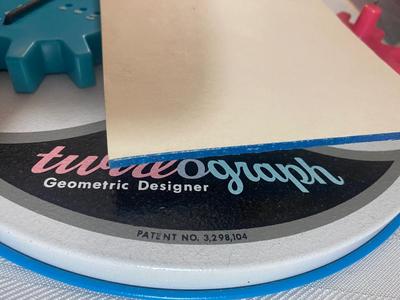 twirlograph
Geometric Designer
PATENT NO. 3,298,104